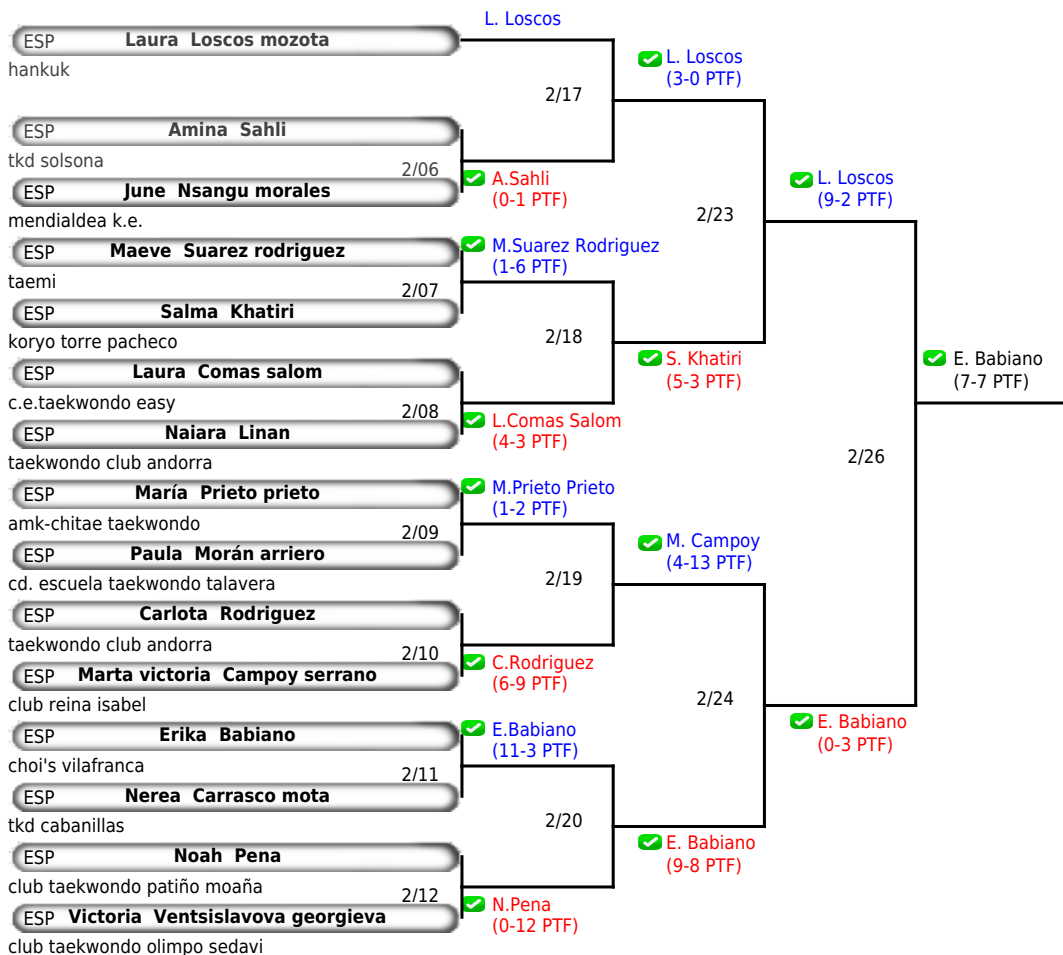 L. Loscos
ESP Laura Loscos mozota
hankuk
L. Loscos
(3-0 PTF)
2/17
ESP Amina Sahli
tkd solsona
2/06
ESP June Nsangu morales
mendialdea k.e.
A.Sahli
(0-1 PTF)
L. Loscos
(9-2 PTF)
2/23
ESP Maeve Suarez rodriguez
taemi
M.Suarez Rodriguez
(1-6 PTF)
2/07
ESP Salma Khatiri
koryo torre pacheco
2/18
S. Khatiri
(5-3 PTF)
E. Babiano
(7-7 PTF)
ESP Laura Comas salom
c.e.taekwondo easy
2/08
ESP Naiara Linan
taekwondo club andorra
L.Comas Salom
(4-3 PTF)
2/26
ESP María Prieto prieto
amk-chitae taekwondo
M.Prieto Prieto
(1-2 PTF)
2/09
ESP Paula Morán arriero
cd. escuela taekwondo talavera
M. Campoy
(4-13 PTF)
2/19
ESP Carlota Rodriguez
taekwondo club andorra
2/10
ESP Marta victoria Campoy serrano
club reina isabel
C.Rodriguez
(6-9 PTF)
2/24
ESP Erika Babiano
choi's vilafranca
E.Babiano
(11-3 PTF)
E. Babiano
(0-3 PTF)
2/11
ESP Nerea Carrasco mota
tkd cabanillas
2/20
E. Babiano
(9-8 PTF)
ESP Noah Pena
club taekwondo patiño moaña
2/12
ESP Victoria Ventsislavova georgieva
club taekwondo olimpo sedavi
N.Pena
(0-12 PTF)